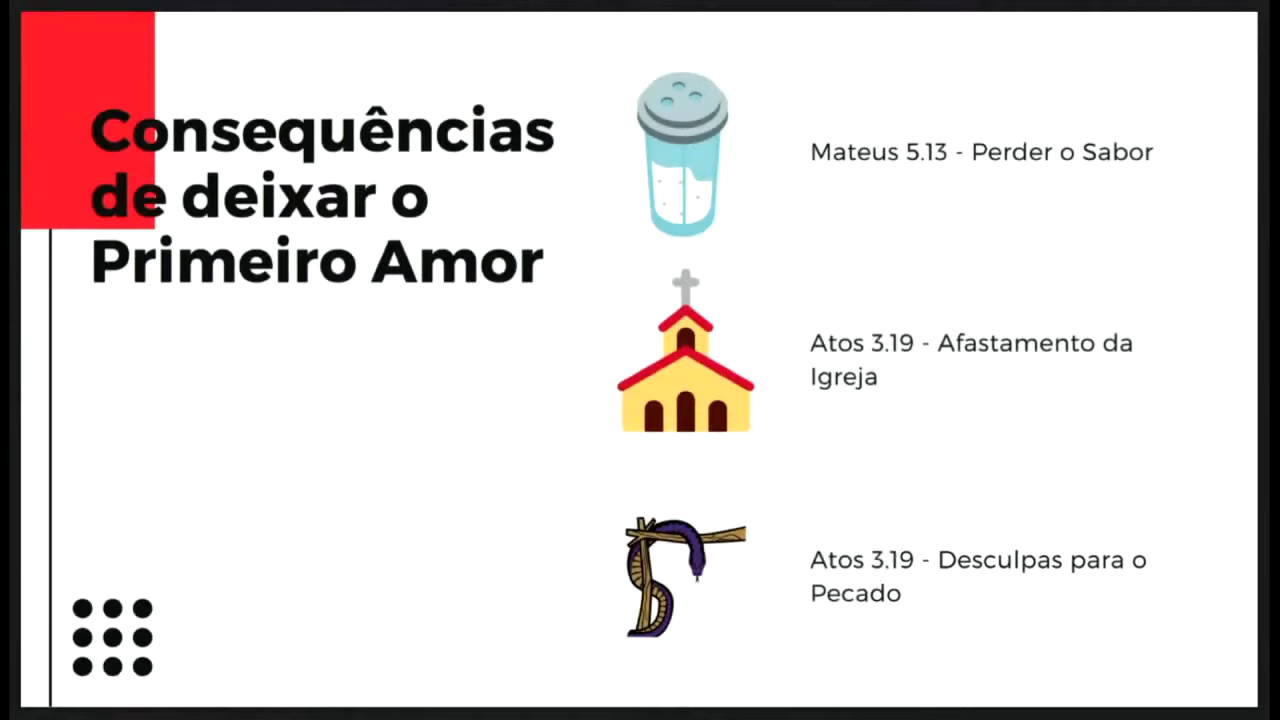 Consequências
de deixar o
Primeiro Amor
Mateus 5.13 - Perder o Sabor
Atos 3.19 - Afastamento da
Igreja
Atos 3.19 - Desculpas para o
Pecado